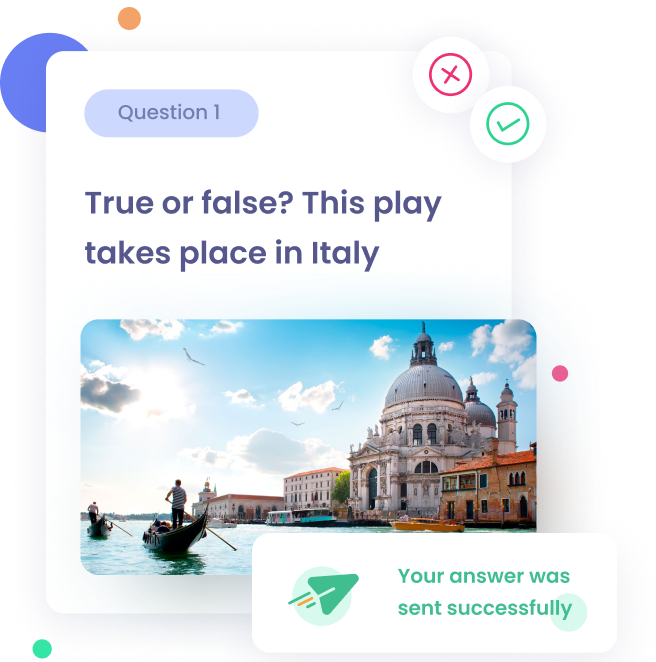 Question 1
True or false? This play
takes place in Italy
Your answer was
sent successfully